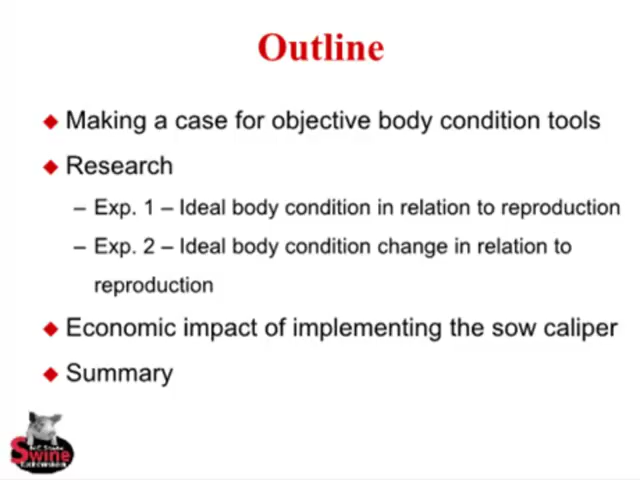 Outline
Making a case for objective body condition tools
Research
– Exp. 1 – Ideal body condition in relation to reproduction
– Exp. 2 – Ideal body condition change in relation to
reproduction
Economic impact of implementing the sow caliper
Summary
Swine